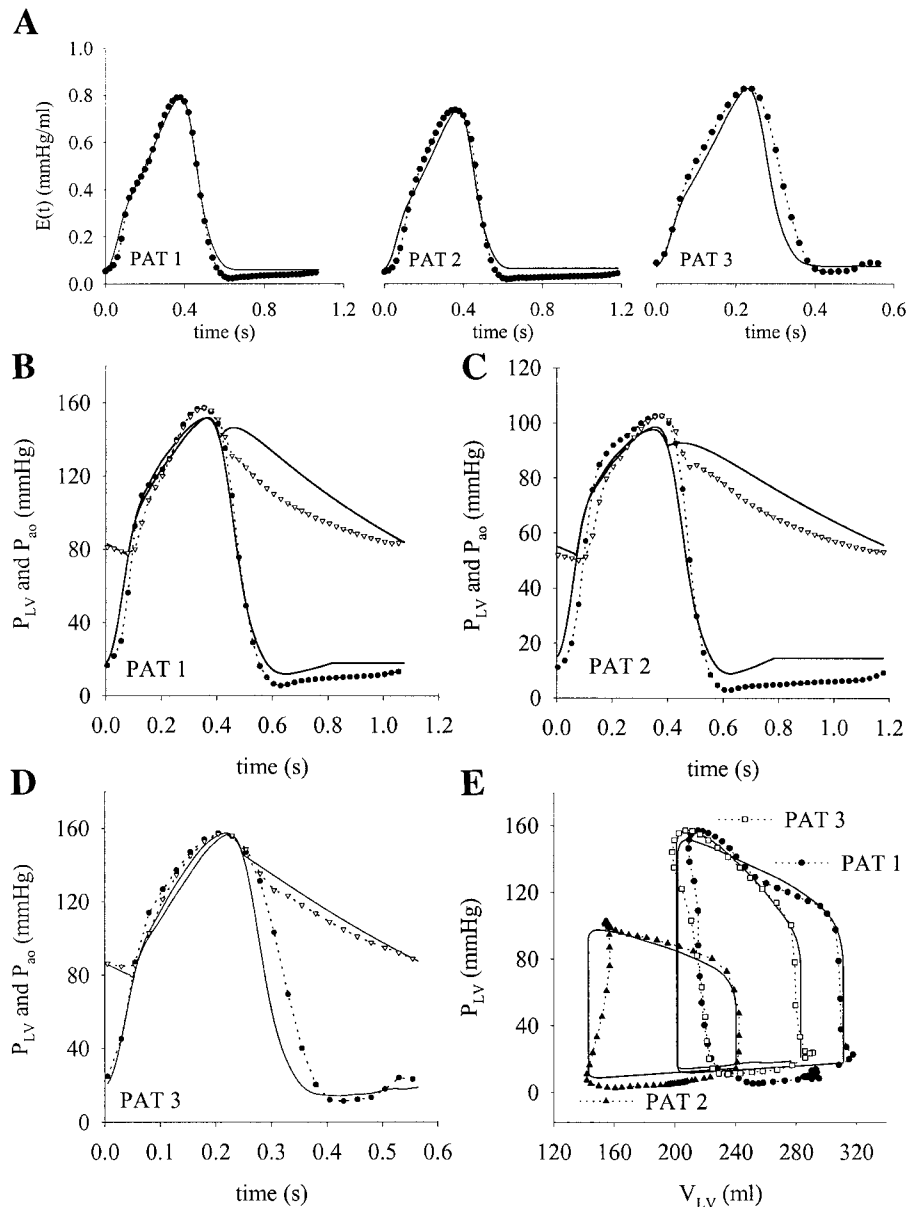 A
1.0
0.8
0.6
0.4
0.2
0.0
E(t) (mmHg/ml)
PAT 1
PAT 2
PAT 3
0.0 0.4 0.8 1.2
0.0 0.4 0.8 1.2
0.0 0.2 0.4 0.6
time (s)
time (s)
time (s)
B
160
120
80
40
0
P_LV and P_ao (mmHg)
PAT 1
0.0 0.2 0.4 0.6 0.8 1.0 1.2
time (s)
C
120
100
80
60
40
20
0
P_LV and P_ao (mmHg)
PAT 2
0.0 0.2 0.4 0.6 0.8 1.0 1.2
time (s)
D
160
120
80
40
0
P_LV and P_ao (mmHg)
PAT 3
0.0 0.1 0.2 0.3 0.4 0.5 0.6
time (s)
E
160
120
80
40
0
P_LV (mmHg)
PAT 3
PAT 1
PAT 2
120 160 200 240 280 320
V_LV (ml)